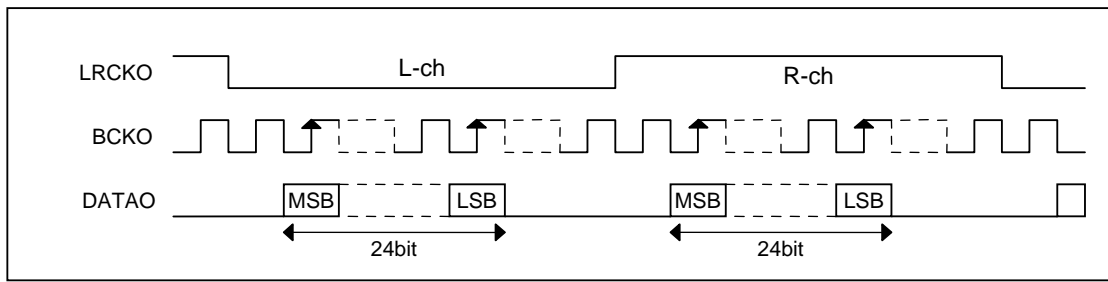 LRCKO L-ch R-ch
BCKO
DATAO MSB LSB MSB LSB
24bit 24bit